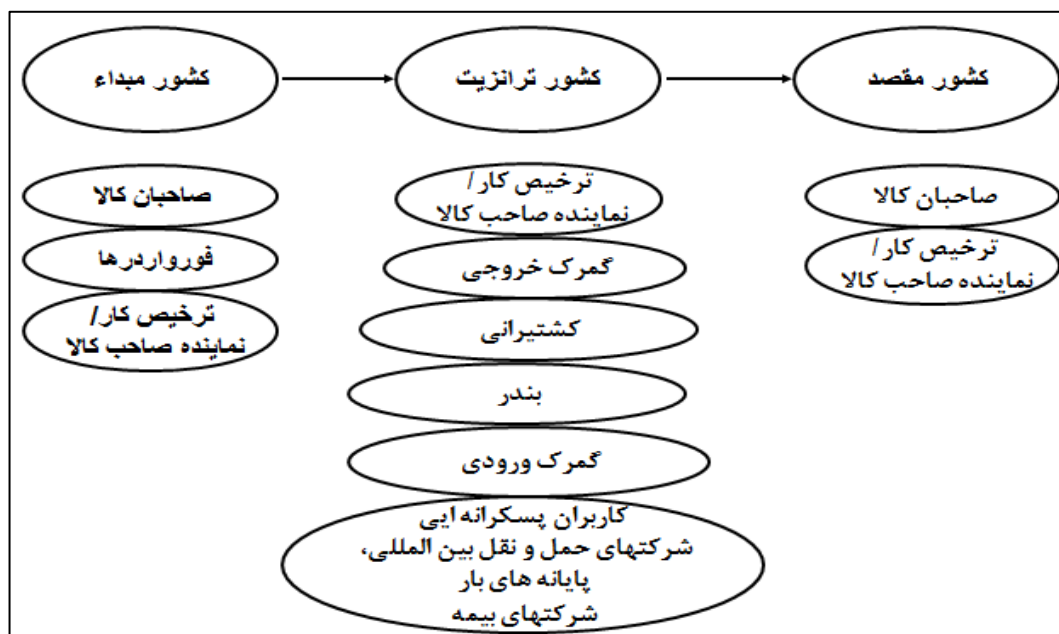 کشور مبداء
کشور ترانزیت
کشور مقصد
صاحبان کالا
فورواردرها
ترخیص کار/
نماینده صاحب کالا
ترخیص کار/
نماینده صاحب کالا
گمرک خروجی
کشتیرانی
بندر
گمرک ورودی
کاربران پسکرانه ایی
شرکتهای حمل و نقل بین المللی،
پایانه های بار
شرکتهای بیمه
صاحبان کالا
ترخیص کار/
نماینده صاحب کالا